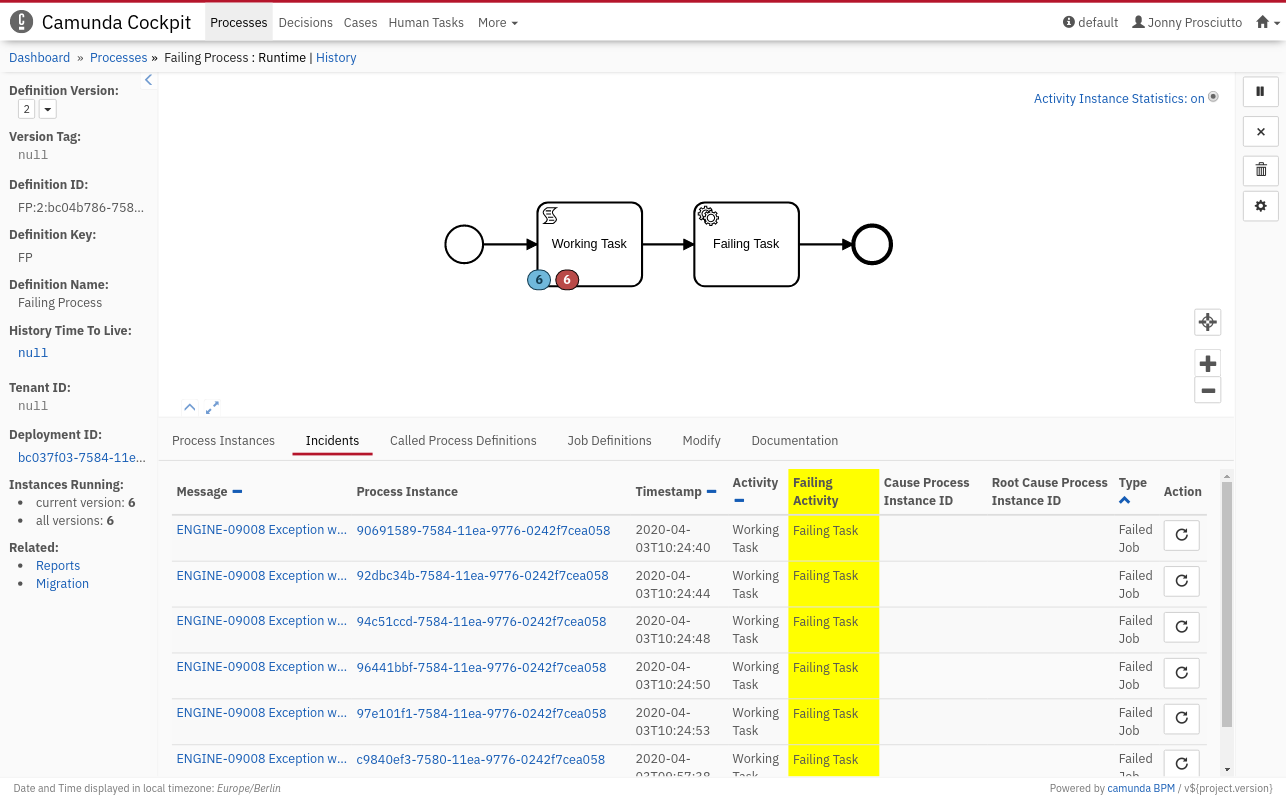 Camunda Cockpit Processes Decisions Cases Human Tasks More default Jonny Prosciutto
Dashboard » Processes » Failing Process : Runtime | History
Definition Version:
2
Version Tag:
null
Definition ID:
FP:2:bc04b786-758...
Definition Key:
FP
Definition Name:
Failing Process
History Time To Live:
null
Tenant ID:
null
Deployment ID:
bc037f03-7584-11e...
Instances Running:
current version: 6
all versions: 6
Related:
Reports
Migration
Activity Instance Statistics: on
Working Task
6 6
Failing Task
Process Instances Incidents Called Process Definitions Job Definitions Modify Documentation
Message Process Instance Timestamp Activity Failing Activity Cause Process Instance ID Root Cause Process Instance ID Type Action
ENGINE-09008 Exception w... 90691589-7584-11ea-9776-0242f7cea058 2020-04-03T10:24:40 Working Task Failing Task Failed Job
ENGINE-09008 Exception w... 92dbc34b-7584-11ea-9776-0242f7cea058 2020-04-03T10:24:44 Working Task Failing Task Failed Job
ENGINE-09008 Exception w... 94c51ccd-7584-11ea-9776-0242f7cea058 2020-04-03T10:24:48 Working Task Failing Task Failed Job
ENGINE-09008 Exception w... 96441bbf-7584-11ea-9776-0242f7cea058 2020-04-03T10:24:50 Working Task Failing Task Failed Job
ENGINE-09008 Exception w... 97e101f1-7584-11ea-9776-0242f7cea058 2020-04-03T10:24:53 Working Task Failing Task Failed Job
ENGINE-09008 Exception w... c9840ef3-7580-11ea-9776-0242f7cea058 2020-04-03T09:57:38 Working Task Failing Task Failed Job
Date and Time displayed in local timezone: Europe/Berlin
Powered by camunda BPM / v${project.version}